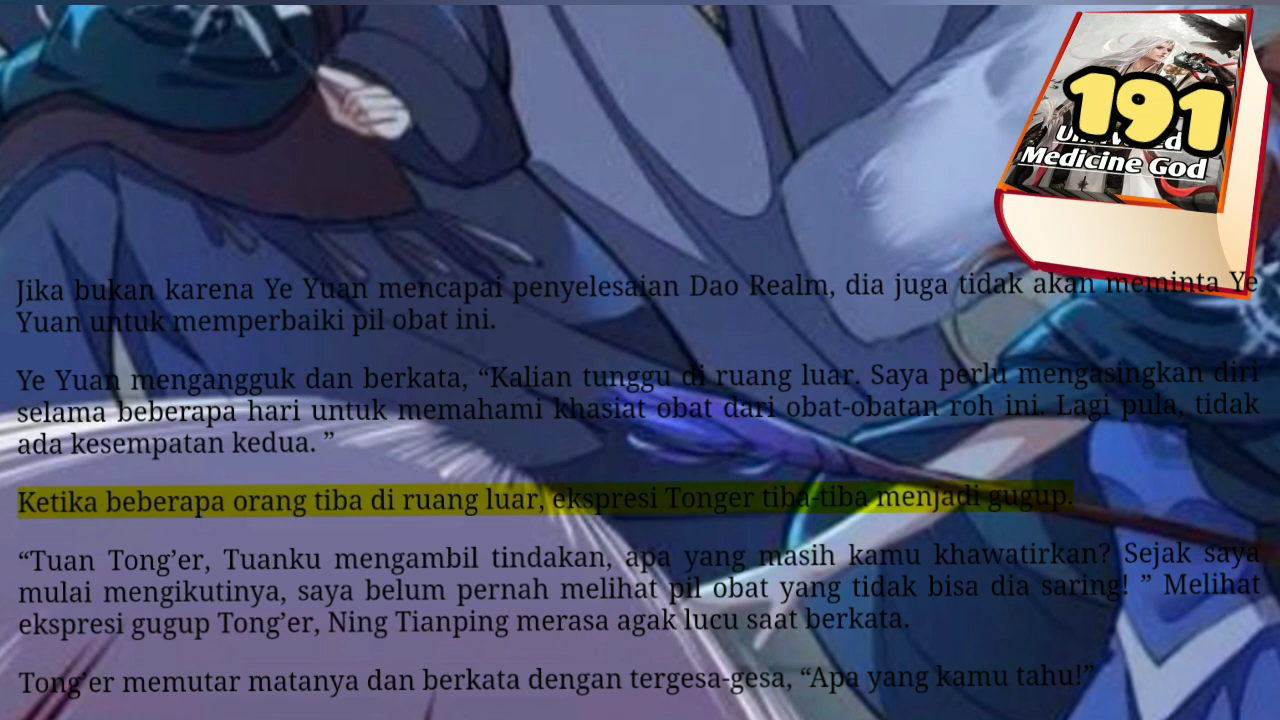 191
Medicine God
Jika bukan karena Ye Yuan mencapai penyelesaian Dao Realm, dia juga tidak akan meminta Ye
Yuan untuk memperbaiki pil obat ini.
Ye Yuan mengangguk dan berkata, “Kalian tunggu di ruang luar. Saya perlu mengasingkan diri
selama beberapa hari untuk memahami khasiat obat dari obat-obatan roh ini. Lagi pula, tidak
ada kesempatan kedua. ”
Ketika beberapa orang tiba di ruang luar, ekspresi Tonger tiba-tiba menjadi gugup.
“Tuan Tong’er, Tuanku mengambil tindakan, apa yang masih kamu khawatirkan? Sejak saya
mulai mengikutinya, saya belum pernah melihat pil obat yang tidak bisa dia saring! ” Melihat
ekspresi gugup Tong’er, Ning Tianping merasa agak lucu saat berkata.
Tong’er memutar matanya dan berkata dengan tergesa-gesa, “Apa yang kamu tahu!”